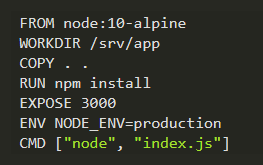 FROM node:10-alpine
WORKDIR /srv/app
COPY . .
RUN npm install
EXPOSE 3000
ENV NODE_ENV=production
CMD ["node", "index.js"]